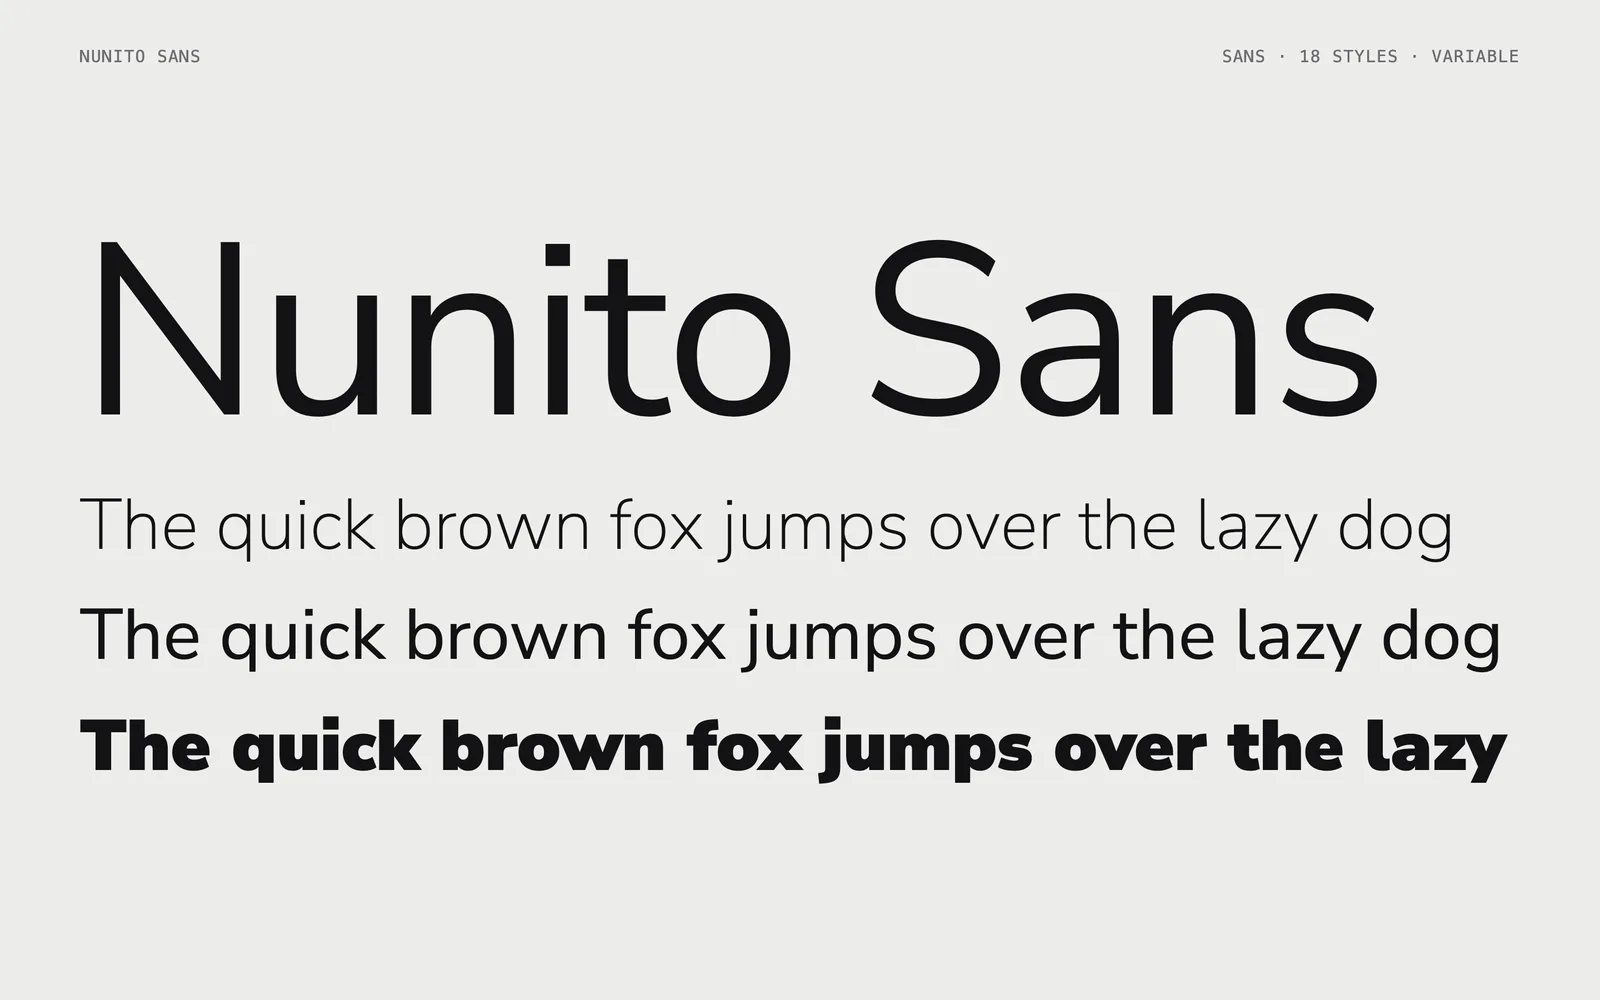 NUNITO SANS
SANS · 18 STYLES · VARIABLE
Nunito Sans
The quick brown fox jumps over the lazy dog
The quick brown fox jumps over the lazy dog
The quick brown fox jumps over the lazy